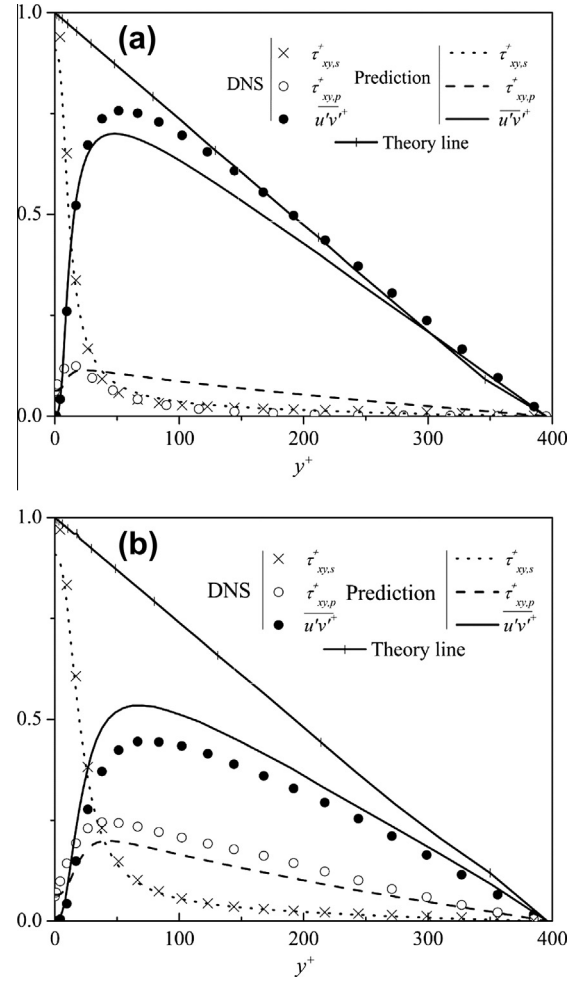 1.0
(a)
DNS
τ⁺xy,s
τ⁺xy,p
u'v'⁺
Prediction
τ⁺xy,s
τ⁺xy,p
u'v'⁺
Theory line
0.5
0.0
0 100 200 300 400
y⁺
1.0
(b)
DNS
τ⁺xy,s
τ⁺xy,p
u'v'⁺
Prediction
τ⁺xy,s
τ⁺xy,p
u'v'⁺
Theory line
0.5
0.0
0 100 200 300 400
y⁺